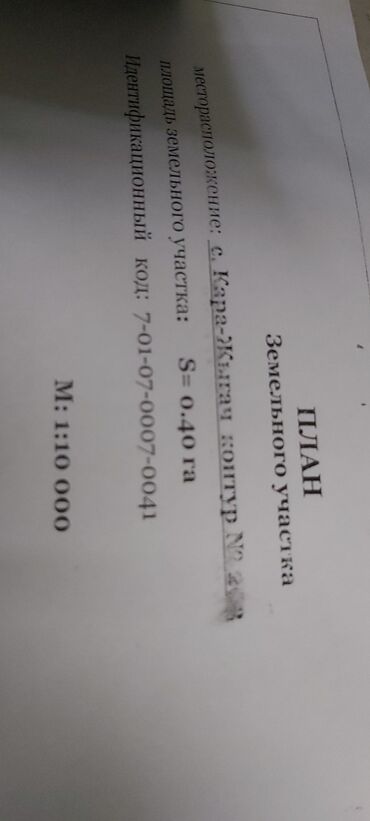 ПЛАН
Земельного участка
месторасположение: с. Кара-Жыгач контур №
площадь земельного участка: S= 0.40 га
Идентификационный код: 7-01-07-0007-0041
М: 1:10 000